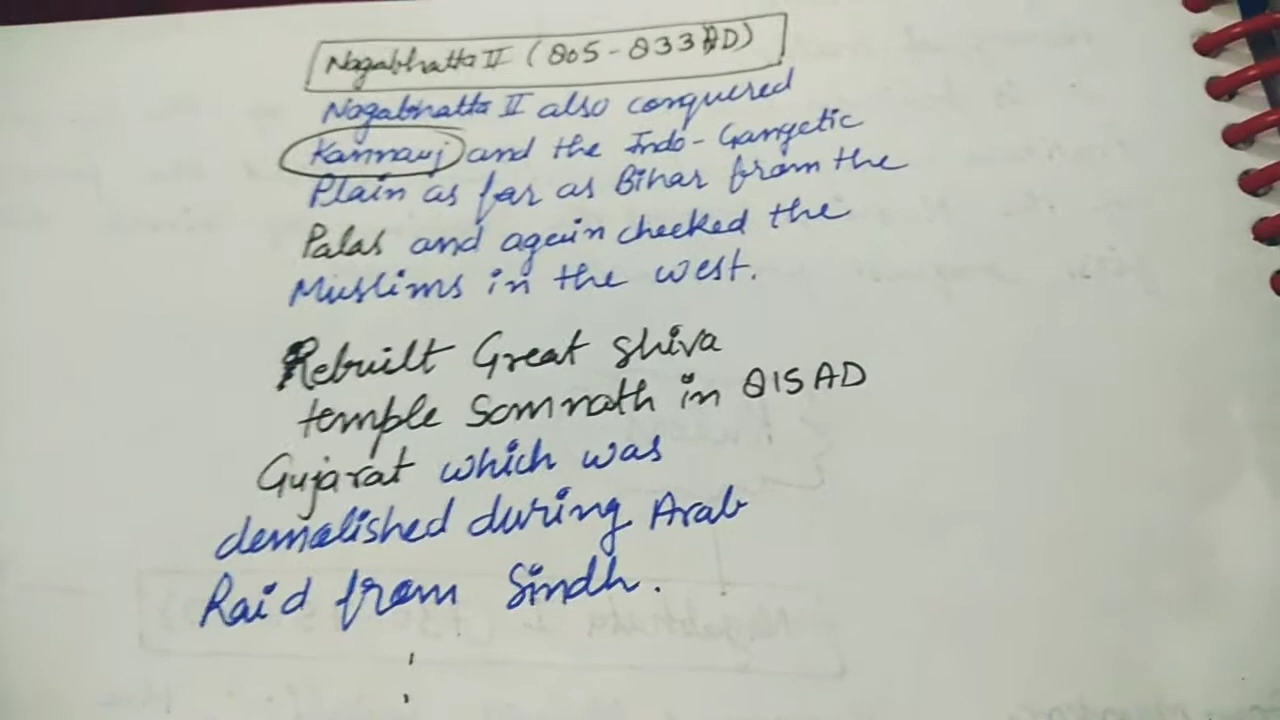 Nagabhatta II (805-833 AD)
Nagabhatta II also conquered
Kannauj and the Indo-Gangetic
Plain as far as Bihar from the
Palas and again checked the
Muslims in the west.
Rebuilt Great Shiva
temple Somnath in 815 AD
Gujarat which was
demolished during Arab
Raid from Sindh.